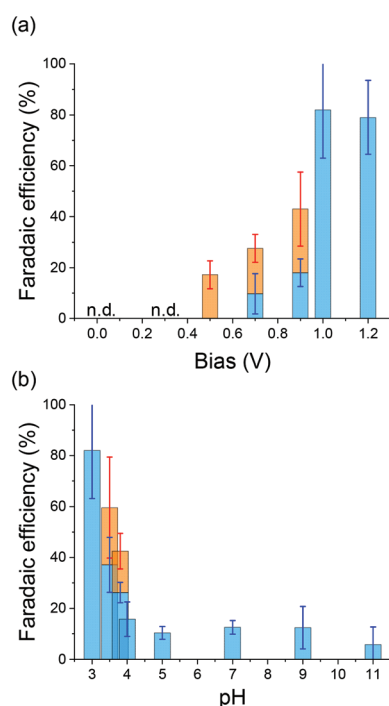 (a)
100
80
60
40
20
0
Faradaic efficiency (%)
n.d. n.d.
0.0 0.2 0.4 0.6 0.8 1.0 1.2
Bias (V)
(b)
100
80
60
40
20
0
Faradaic efficiency (%)
3 4 5 6 7 8 9 10 11
pH